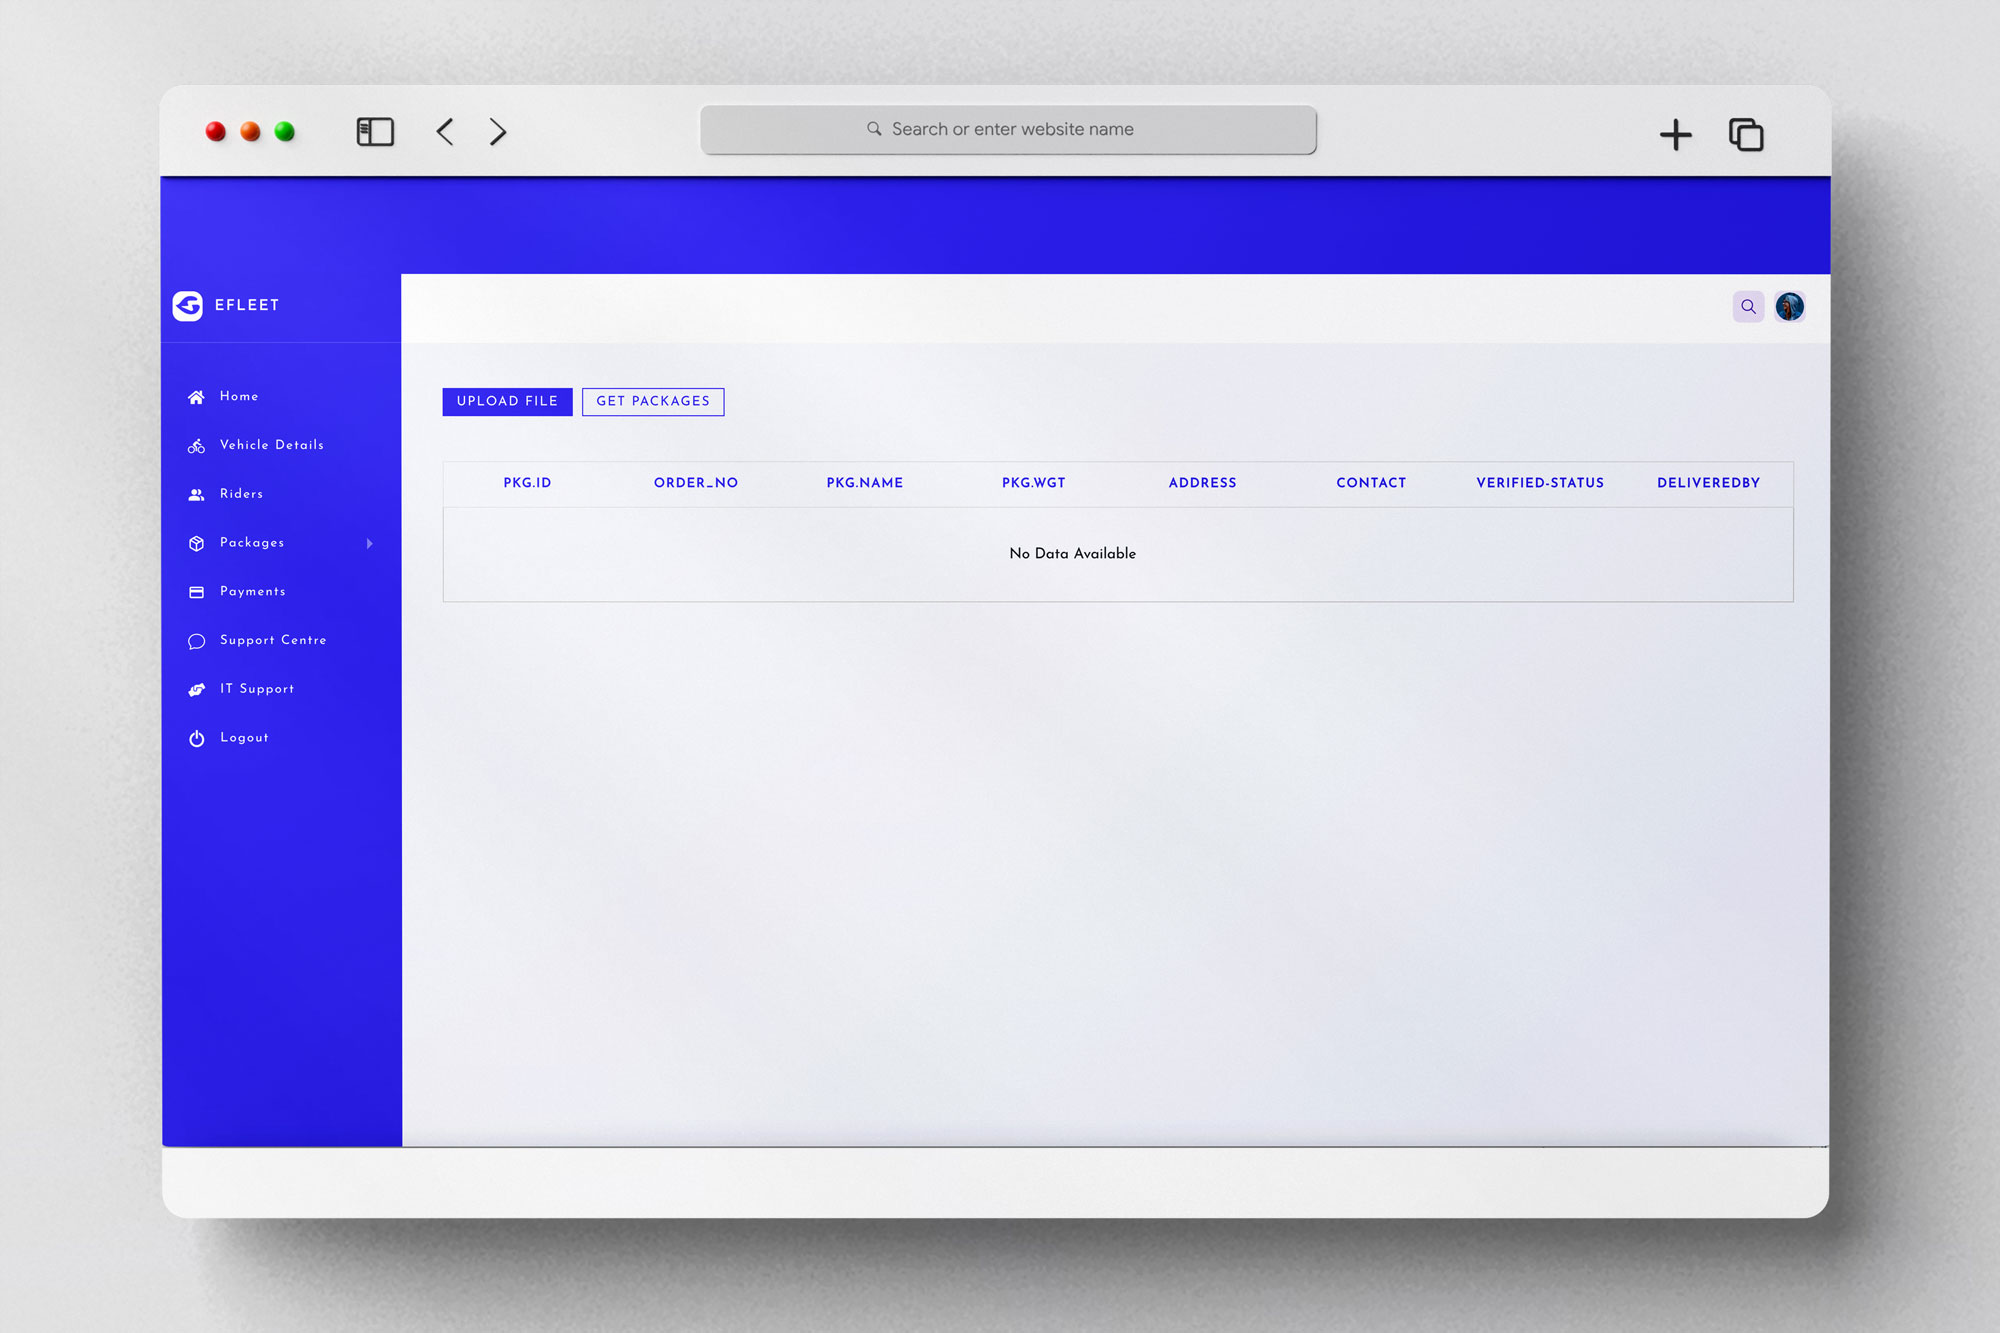 Search or enter website name
EFLEET
Home
Vehicle Details
Riders
Packages
Payments
Support Centre
IT Support
Logout
UPLOAD FILE
GET PACKAGES
PKG.ID ORDER_NO PKG.NAME PKG.WGT ADDRESS CONTACT VERIFIED-STATUS DELIVEREDBY
No Data Available